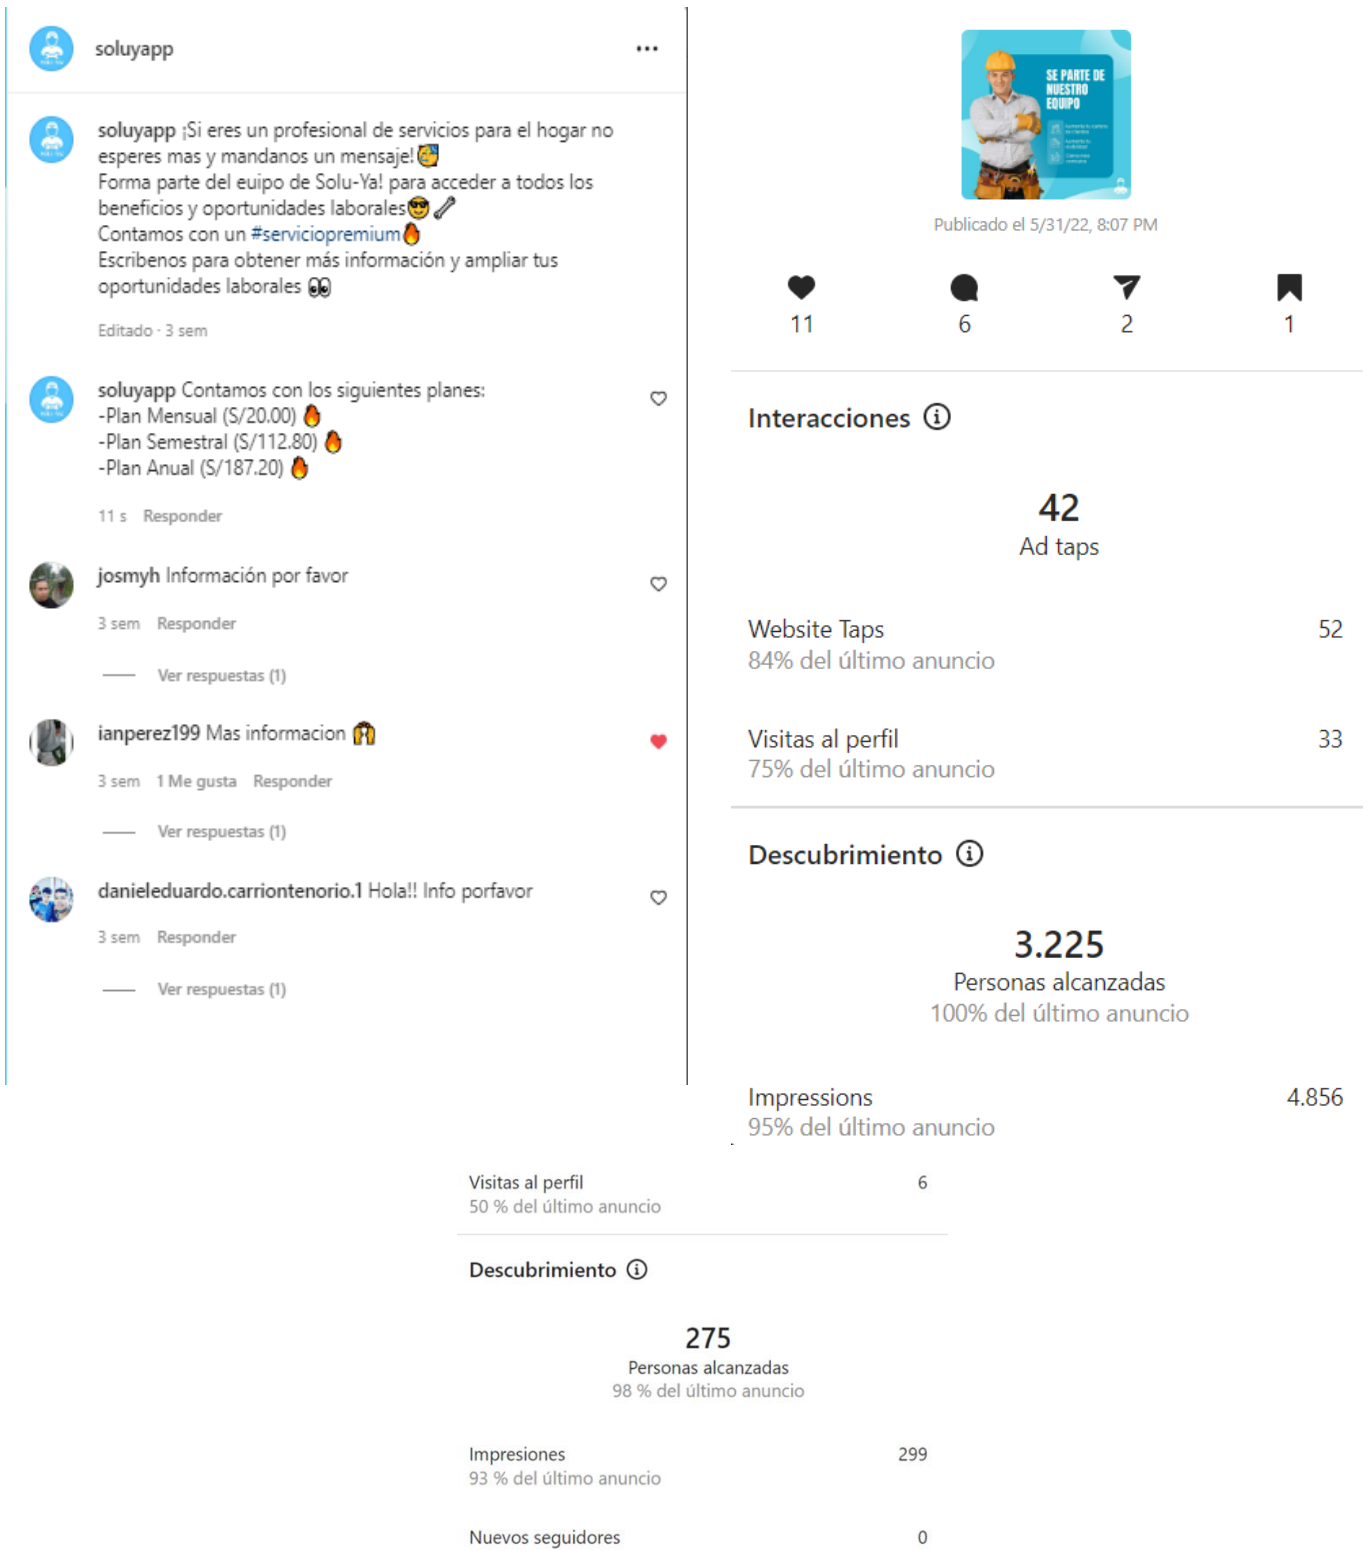 soluyapp
soluyapp ¡Si eres un profesional de servicios para el hogar no
esperes mas y mandanos un mensaje!
Forma parte del euipo de Solu-Ya! para acceder a todos los
beneficios y oportunidades laborales
Contamos con un #serviciopremium
Escribenos para obtener más información y ampliar tus
oportunidades laborales
Editado · 3 sem
soluyapp Contamos con los siguientes planes:
-Plan Mensual (S/20.00)
-Plan Semestral (S/112.80)
-Plan Anual (S/187.20)
11 s Responder
josmyh Información por favor
3 sem Responder
Ver respuestas (1)
ianperez199 Mas informacion
3 sem 1 Me gusta Responder
Ver respuestas (1)
danieleduardo.carriontenorio.1 Hola!! Info porfavor
3 sem Responder
Ver respuestas (1)
SE PARTE DE
NUESTRO
EQUIPO
Publicado el 5/31/22, 8:07 PM
11 6 2 1
Interacciones
42
Ad taps
Website Taps 52
84% del último anuncio
Visitas al perfil 33
75% del último anuncio
Descubrimiento
3.225
Personas alcanzadas
100% del último anuncio
Impressions 4.856
95% del último anuncio
Visitas al perfil 6
50 % del último anuncio
Descubrimiento
275
Personas alcanzadas
98 % del último anuncio
Impresiones 299
93 % del último anuncio
Nuevos seguidores 0